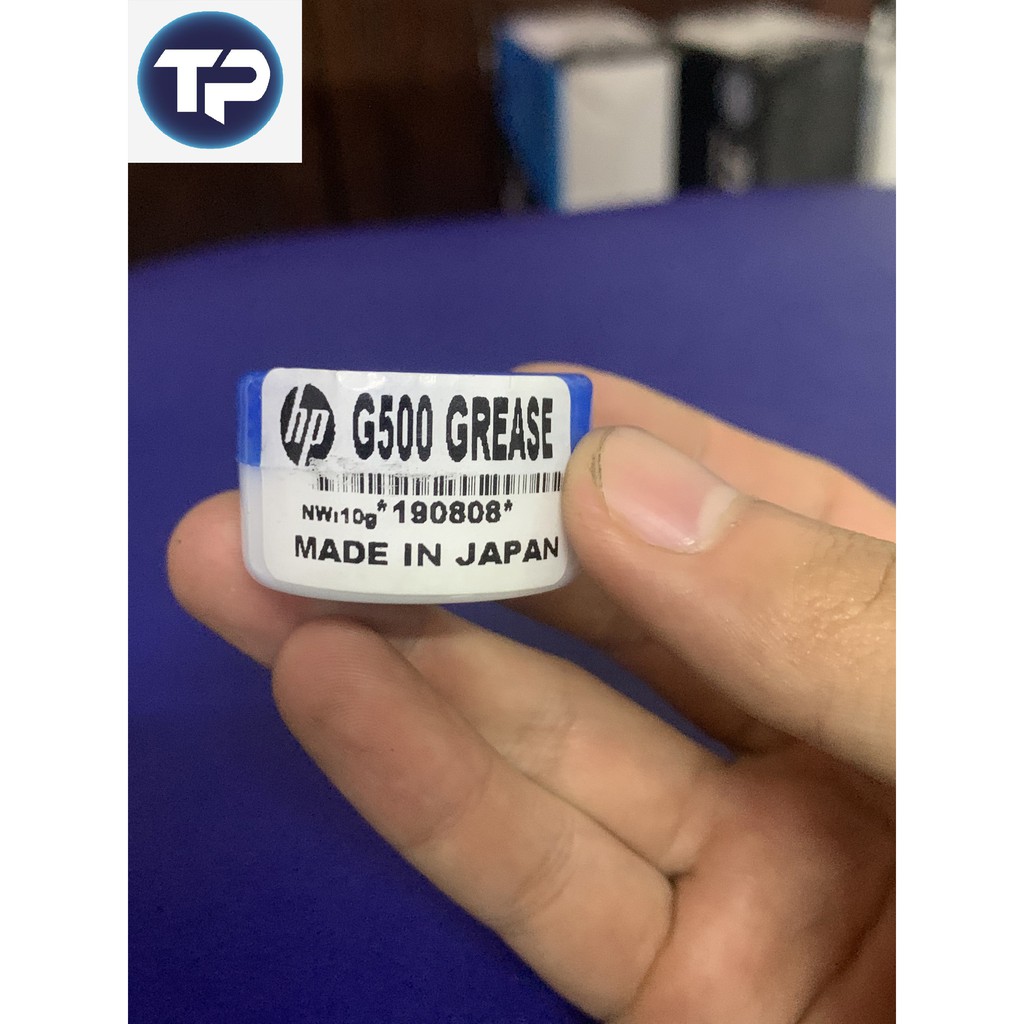 TP
hp G500 GREASE
NW:10g*190808*
MADE IN JAPAN